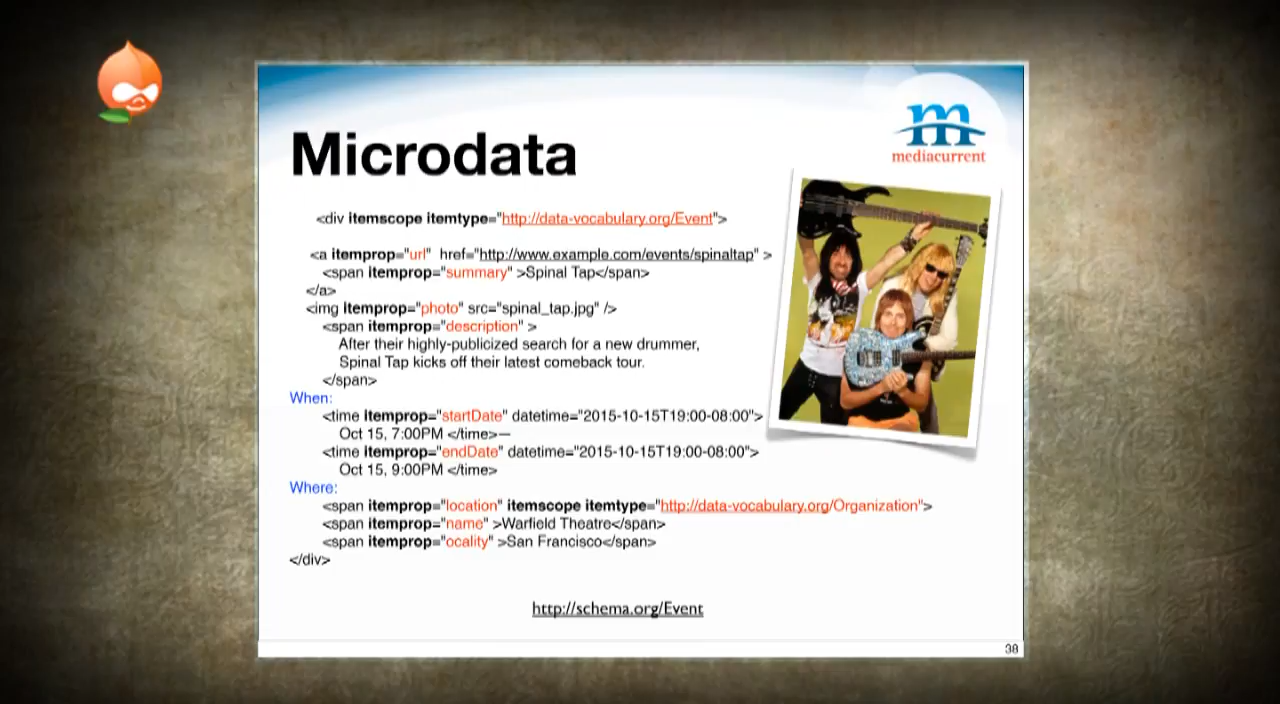 mediacurrent
Microdata
<div itemscope itemtype="http://data-vocabulary.org/Event">
<a itemprop="url" href="http://www.example.com/events/spinaltap" >
<span itemprop="summary" >Spinal Tap</span>
</a>
<img itemprop="photo" src="spinal_tap.jpg" />
<span itemprop="description" >
After their highly-publicized search for a new drummer,
Spinal Tap kicks off their latest comeback tour.
</span>
When:
<time itemprop="startDate" datetime="2015-10-15T19:00-08:00">
Oct 15, 7:00PM </time>—
<time itemprop="endDate" datetime="2015-10-15T19:00-08:00">
Oct 15, 9:00PM </time>
Where:
<span itemprop="location" itemscope itemtype="http://data-vocabulary.org/Organization">
<span itemprop="name" >Warfield Theatre</span>
<span itemprop="ocality" >San Francisco</span>
</div>
http://schema.org/Event
38